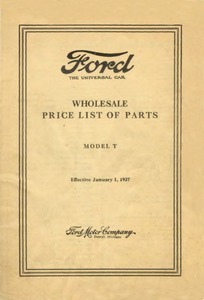 Ford
THE UNIVERSAL CAR
WHOLESALE
PRICE LIST OF PARTS
MODEL T
Effective January 1, 1927
Ford Motor Company
Detroit, Michigan